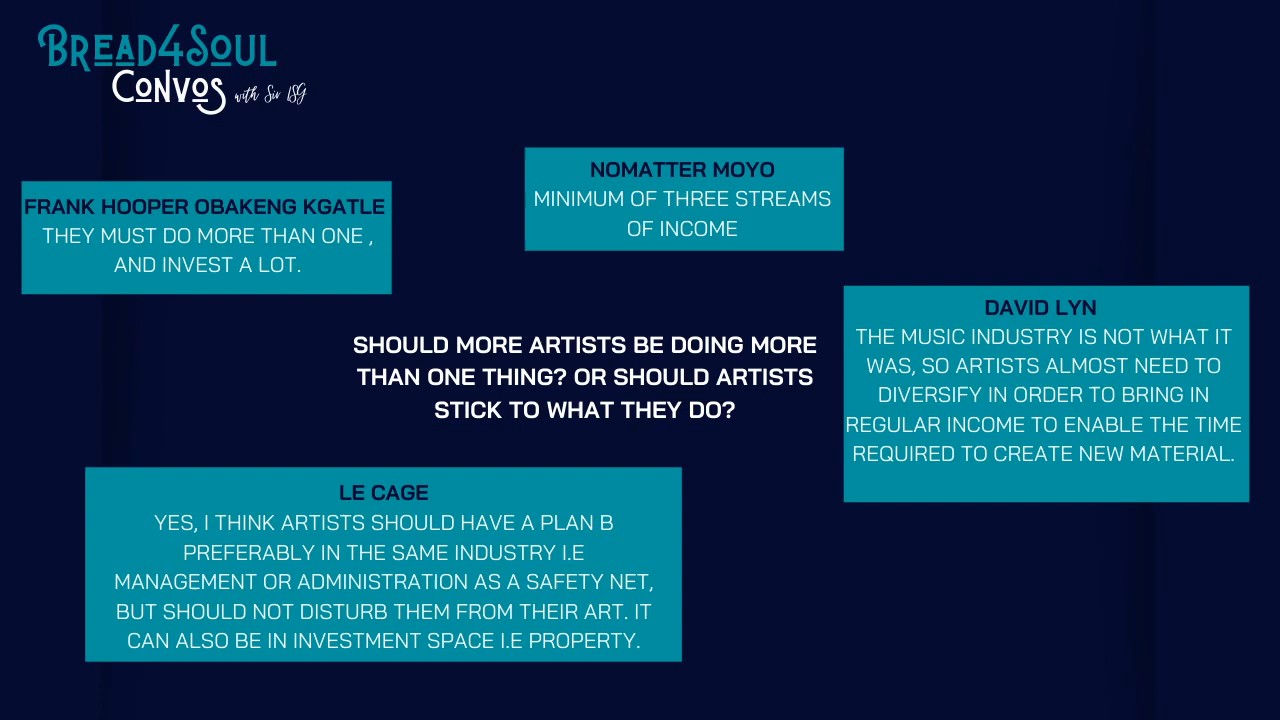 BREAD4SOUL
CONVOS with Sir ISG
NOMATTER MOYO
MINIMUM OF THREE STREAMS
OF INCOME
FRANK HOOPER OBAKENG KGATLE
THEY MUST DO MORE THAN ONE ,
AND INVEST A LOT.
DAVID LYN
THE MUSIC INDUSTRY IS NOT WHAT IT
WAS, SO ARTISTS ALMOST NEED TO
DIVERSIFY IN ORDER TO BRING IN
REGULAR INCOME TO ENABLE THE TIME
REQUIRED TO CREATE NEW MATERIAL.
SHOULD MORE ARTISTS BE DOING MORE
THAN ONE THING? OR SHOULD ARTISTS
STICK TO WHAT THEY DO?
LE CAGE
YES, I THINK ARTISTS SHOULD HAVE A PLAN B
PREFERABLY IN THE SAME INDUSTRY I.E
MANAGEMENT OR ADMINISTRATION AS A SAFETY NET,
BUT SHOULD NOT DISTURB THEM FROM THEIR ART. IT
CAN ALSO BE IN INVESTMENT SPACE I.E PROPERTY.